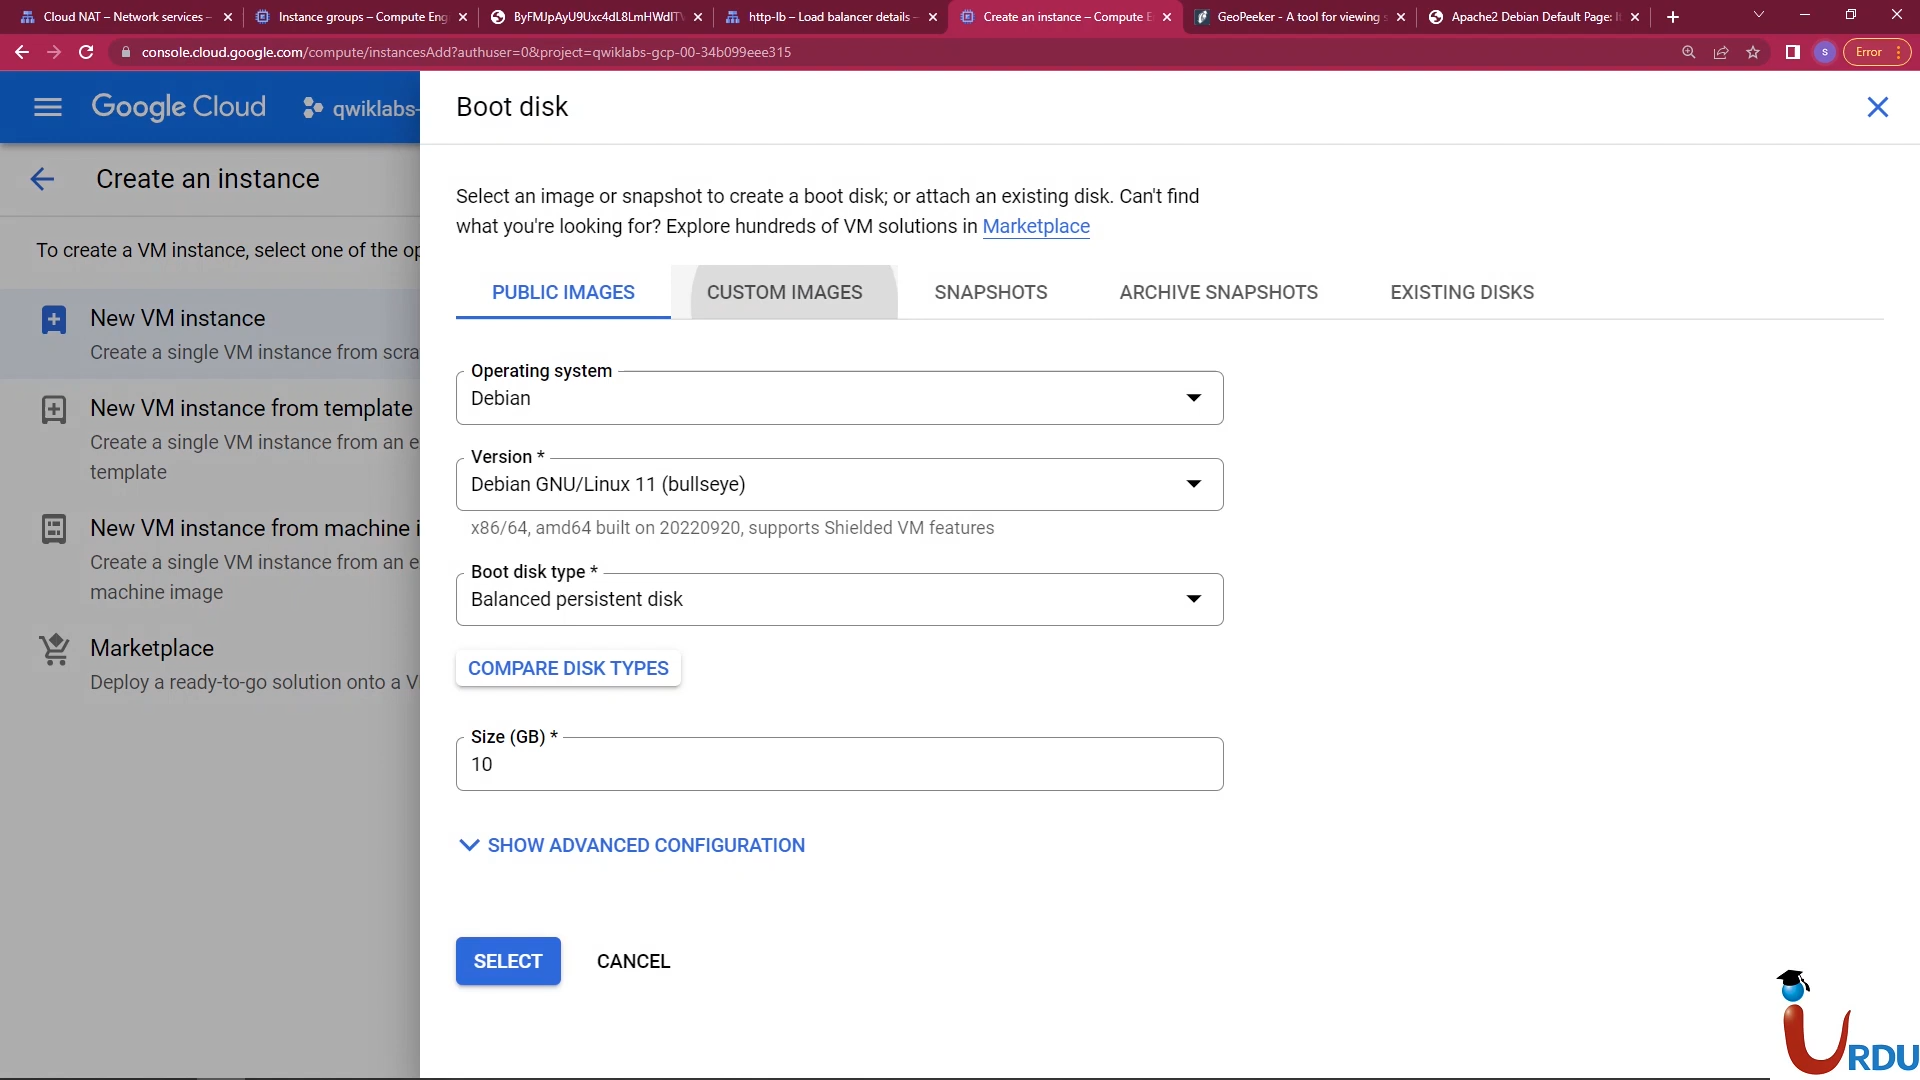 Cloud NAT – Network services –
Instance groups – Compute Eng
ByFMJpAyU9Uxc4dL8LmHWdlTV
http-lb – Load balancer details –
Create an instance – Compute E
GeoPeeker - A tool for viewing s
Apache2 Debian Default Page: It
console.cloud.google.com/compute/instancesAdd?authuser=0&project=qwiklabs-gcp-00-34b099eee315
S
Error
Google Cloud
qwiklabs-
Create an instance
To create a VM instance, select one of the op
New VM instance
Create a single VM instance from scra
New VM instance from template
Create a single VM instance from an e
template
New VM instance from machine i
Create a single VM instance from an e
machine image
Marketplace
Deploy a ready-to-go solution onto a V
Boot disk
Select an image or snapshot to create a boot disk; or attach an existing disk. Can't find
what you're looking for? Explore hundreds of VM solutions in Marketplace
PUBLIC IMAGES
CUSTOM IMAGES
SNAPSHOTS
ARCHIVE SNAPSHOTS
EXISTING DISKS
Operating system
Debian
Version *
Debian GNU/Linux 11 (bullseye)
x86/64, amd64 built on 20220920, supports Shielded VM features
Boot disk type *
Balanced persistent disk
COMPARE DISK TYPES
Size (GB) *
10
SHOW ADVANCED CONFIGURATION
SELECT
CANCEL
iURDU